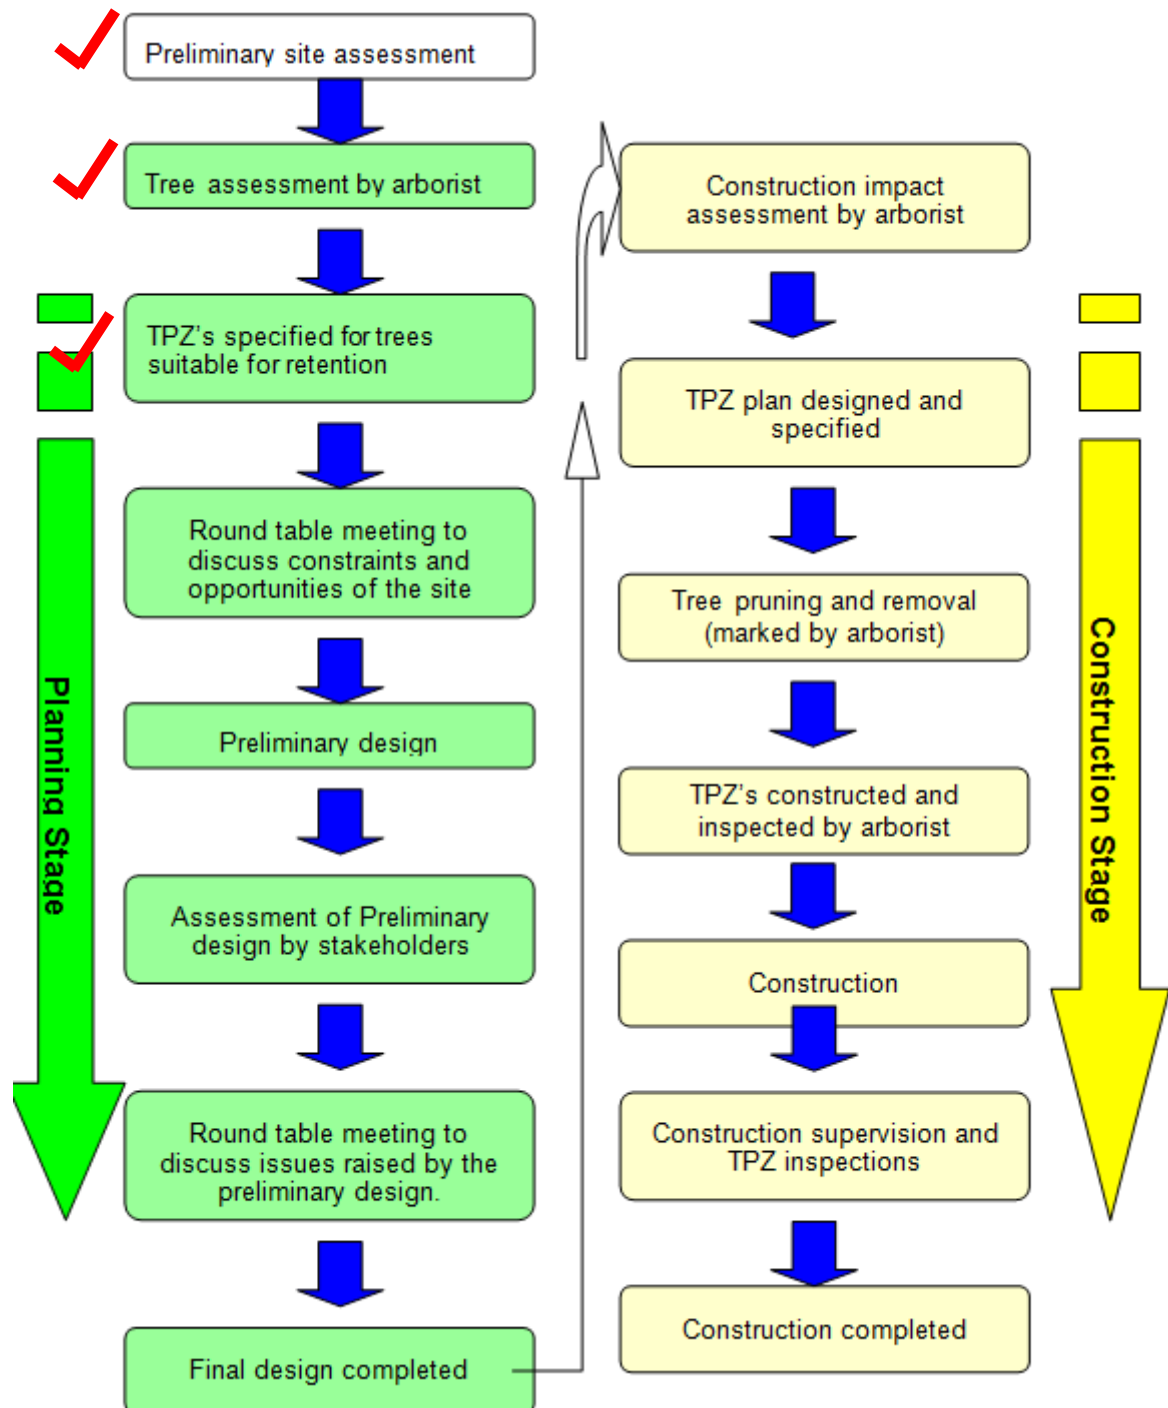 Preliminary site assessment
Tree assessment by arborist
TPZ's specified for trees
suitable for retention
Round table meeting to
discuss constraints and
opportunities of the site
Preliminary design
Assessment of Preliminary
design by stakeholders
Round table meeting to
discuss issues raised by the
preliminary design.
Final design completed
Planning Stage
Construction impact
assessment by arborist
TPZ plan designed and
specified
Tree pruning and removal
(marked by arborist)
TPZ's constructed and
inspected by arborist
Construction
Construction supervision and
TPZ inspections
Construction completed
Construction Stage